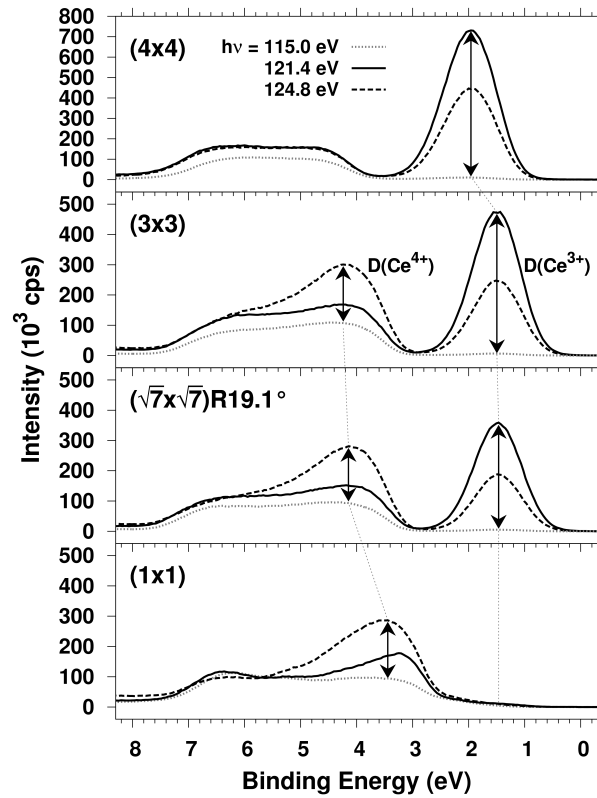 800
700
600
500
400
300
200
100
0
(4x4)
hν = 115.0 eV
121.4 eV
124.8 eV
500
400
300
200
100
0
(3x3)
D(Ce⁴⁺)
D(Ce³⁺)
500
400
300
200
100
0
(√7x√7)R19.1°
500
400
300
200
100
0
(1x1)
Intensity (10³ cps)
8 7 6 5 4 3 2 1 0
Binding Energy (eV)